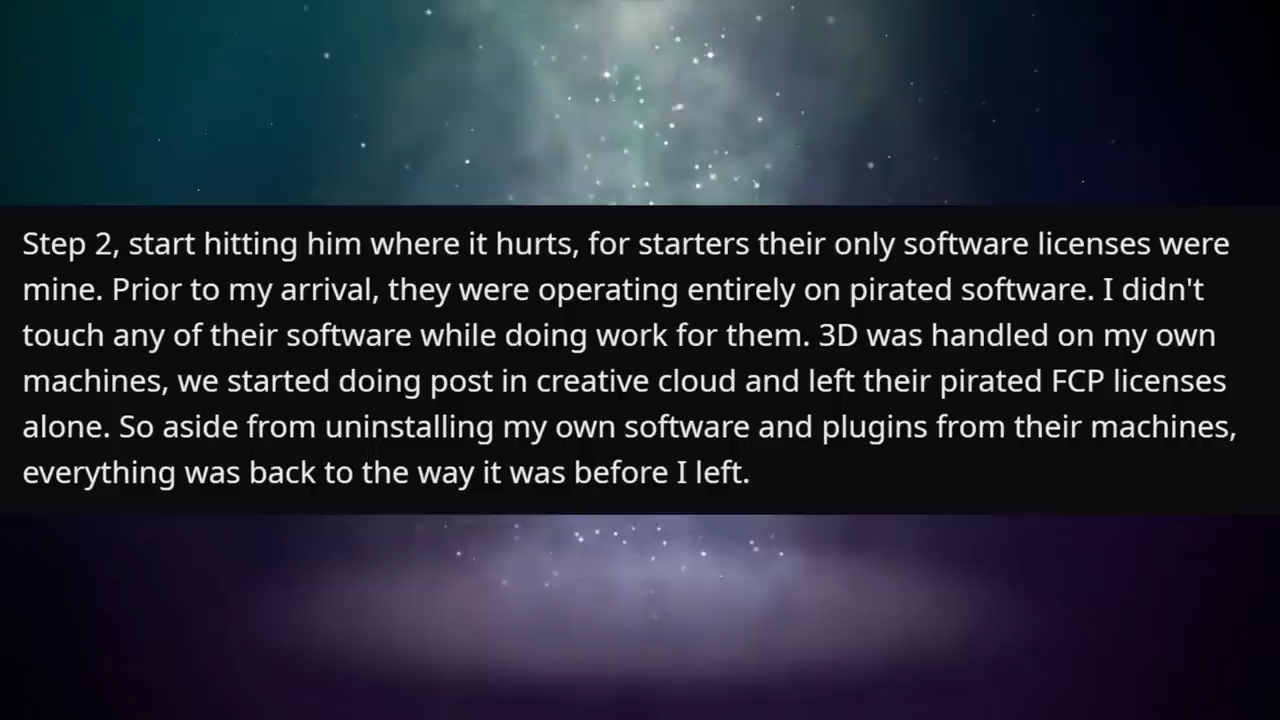 Step 2, start hitting him where it hurts, for starters their only software licenses were
mine. Prior to my arrival, they were operating entirely on pirated software. I didn't
touch any of their software while doing work for them. 3D was handled on my own
machines, we started doing post in creative cloud and left their pirated FCP licenses
alone. So aside from uninstalling my own software and plugins from their machines,
everything was back to the way it was before I left.